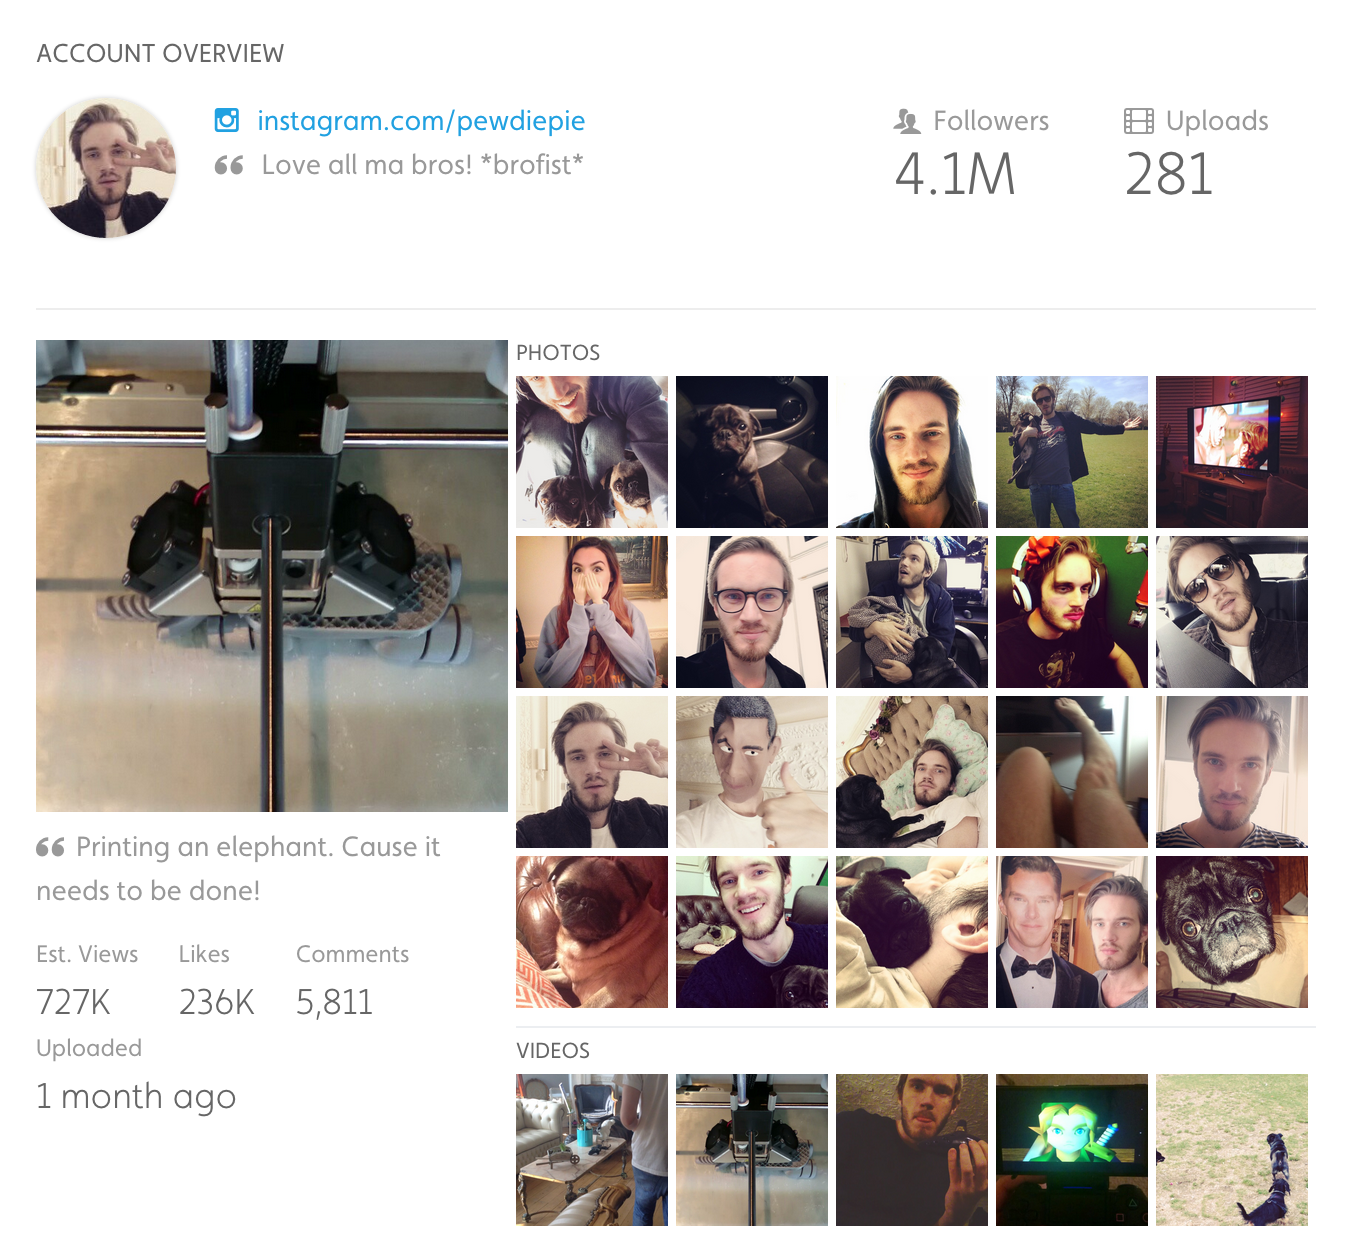 ACCOUNT OVERVIEW
instagram.com/pewdiepie
Followers
Uploads
“ Love all ma bros! *brofist*
4.1M
281
PHOTOS
“ Printing an elephant. Cause it
needs to be done!
Est. Views
Likes
Comments
727K
236K
5,811
Uploaded
1 month ago
VIDEOS